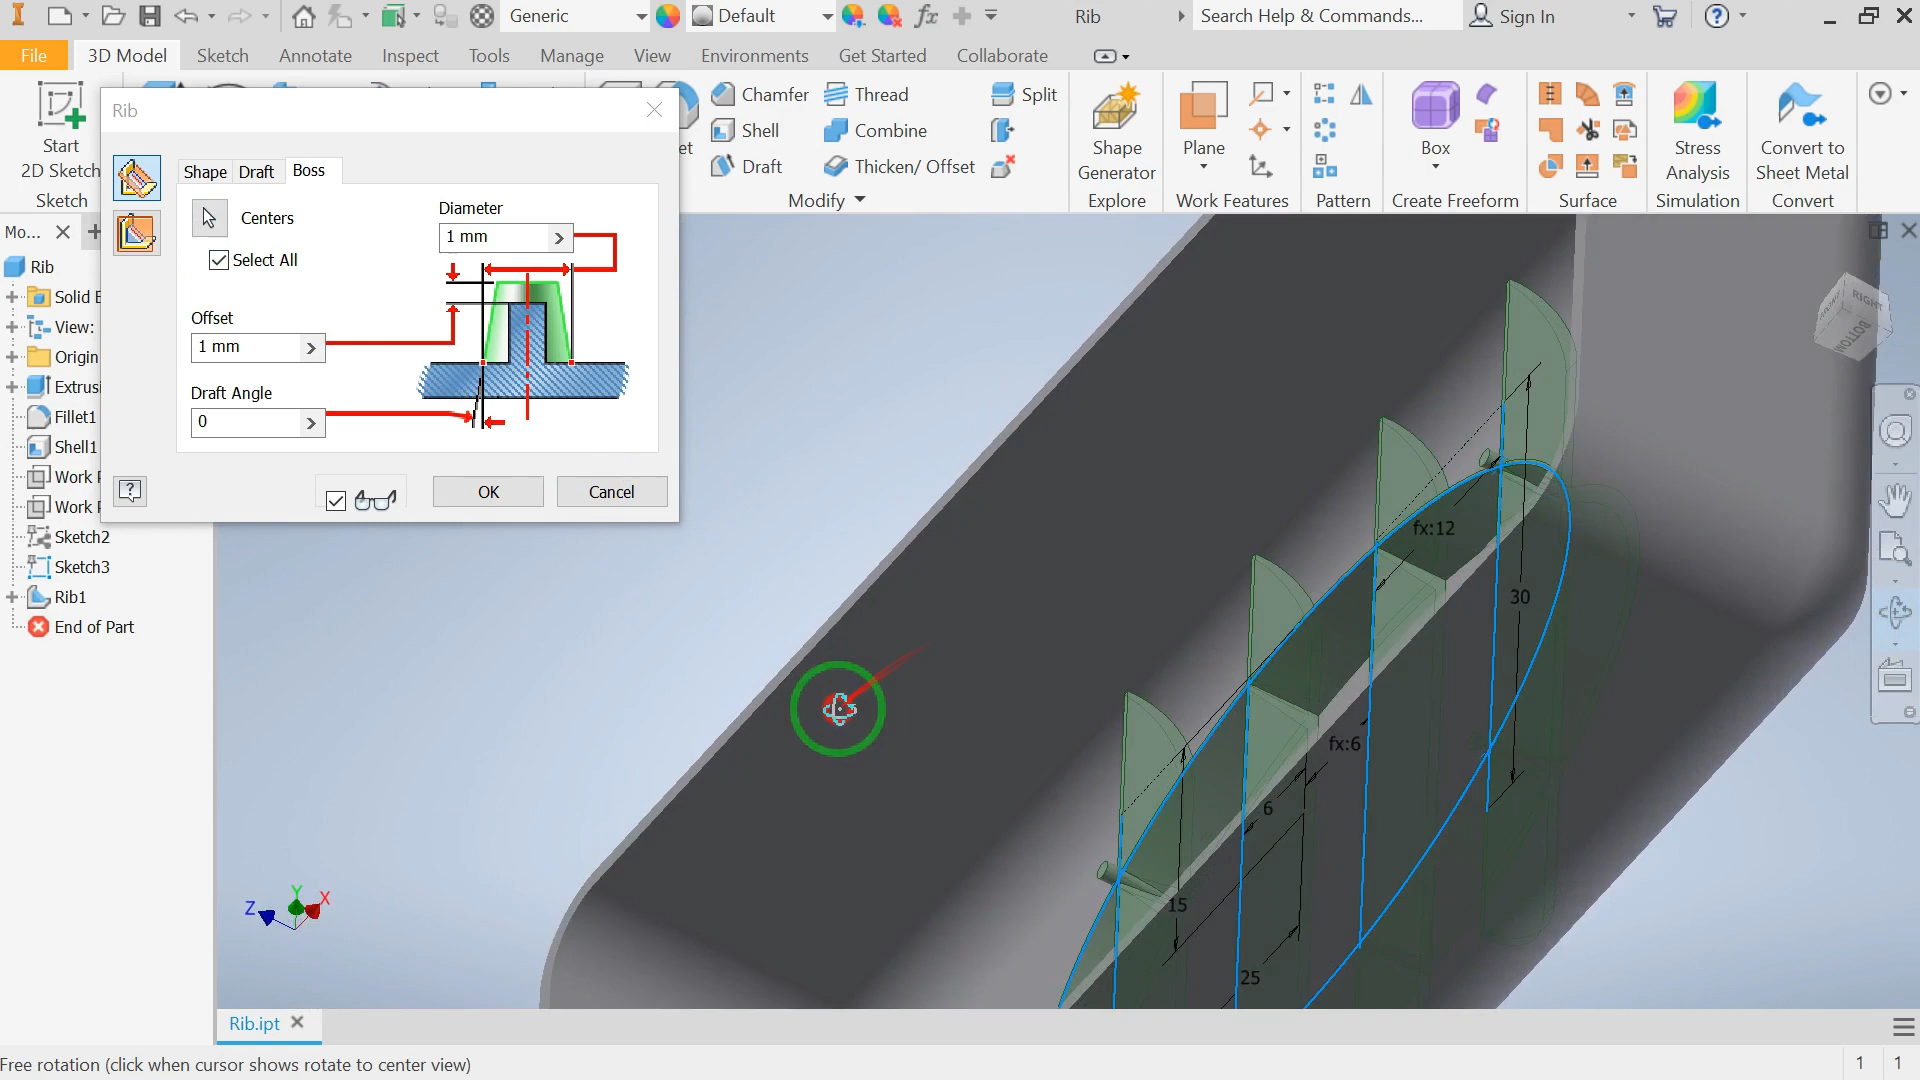 Generic
Default
Rib
Search Help & Commands...
Sign In
File
3D Model
Sketch
Annotate
Inspect
Tools
Manage
View
Environments
Get Started
Collaborate
Start
2D Sketch
Sketch
Chamfer
Thread
Split
Shell
Combine
Draft
Thicken/ Offset
Modify
Shape
Generator
Explore
Plane
Work Features
Pattern
Box
Create Freeform
Surface
Stress
Analysis
Simulation
Convert to
Sheet Metal
Convert
Rib
Shape
Draft
Boss
Centers
Select All
Diameter
1 mm
Offset
1 mm
Draft Angle
0
OK
Cancel
Mo...
Rib
Solid
View:
Origin
Extrusi
Fillet1
Shell1
Work
Work
Sketch2
Sketch3
Rib1
End of Part
RIGHT
BOTTOM
fx:12
30
fx:6
6
15
25
Z
Y
X
Rib.ipt
Free rotation (click when cursor shows rotate to center view)
1
1